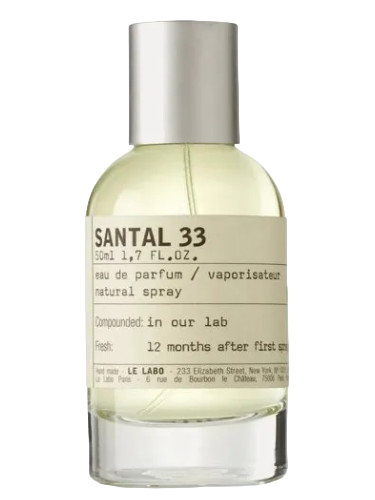 SANTAL 33
50ml 1,7 FL.OZ.
eau de parfum / vaporisateur
natural spray
Compounded: in our lab
Fresh: 12 months after first
Hand made - LE LABO - 233 Elizabeth Street, New York, NY
Le Labo Paris - 6 rue de Bourbon le Château, 75006